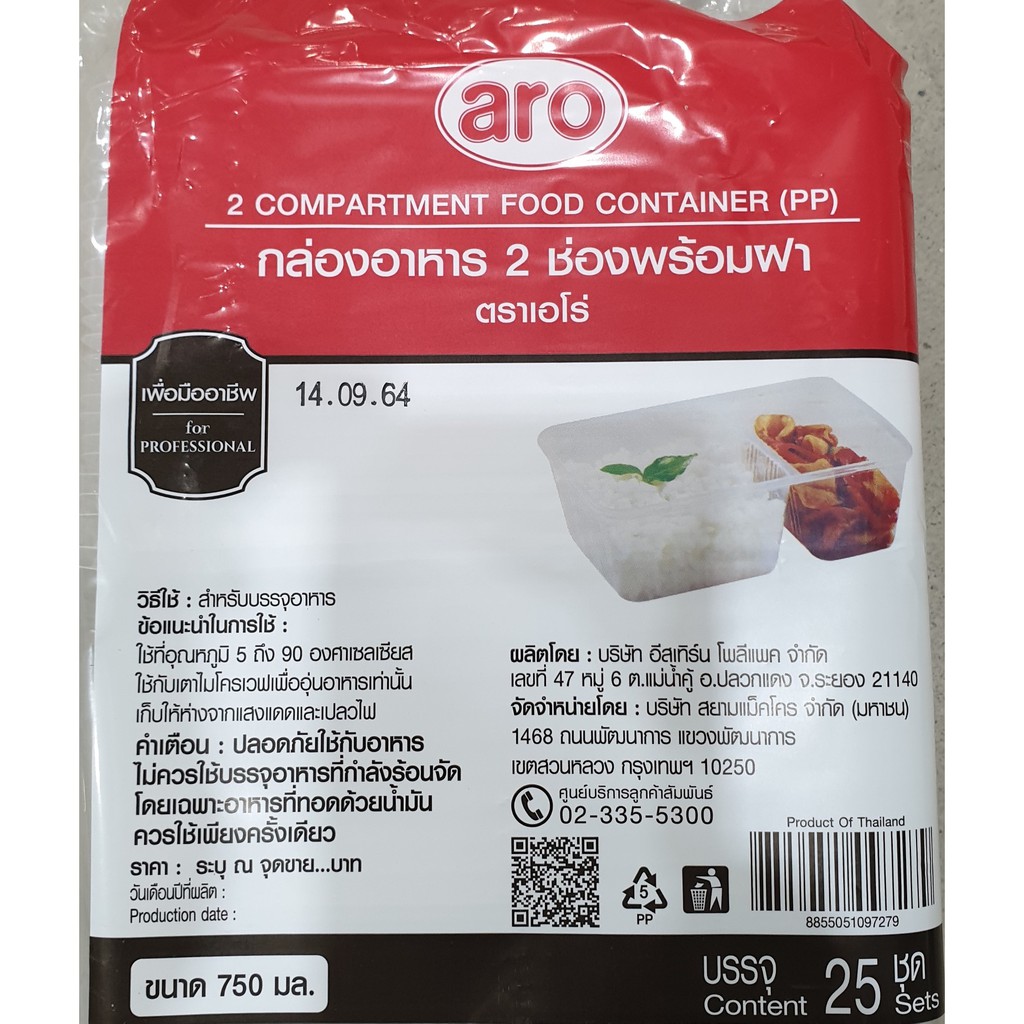 aro
2 COMPARTMENT FOOD CONTAINER (PP)
กล่องอาหาร 2 ช่องพร้อมฝา
ตราเอโร่
เพื่อมืออาชีพ
for
PROFESSIONAL
14.09.64
วิธีใช้ : สำหรับบรรจุอาหาร
ข้อแนะนำในการใช้ :
ใช้ที่อุณหภูมิ 5 ถึง 90 องศาเซลเซียส
ใช้กับเตาไมโครเวฟเพื่ออุ่นอาหารเท่านั้น
เก็บให้ห่างจากแสงแดดและเปลวไฟ
คำเตือน : ปลอดภัยใช้กับอาหาร
ไม่ควรใช้บรรจุอาหารที่กำลังร้อนจัด
โดยเฉพาะอาหารที่ทอดด้วยน้ำมัน
ควรใช้เพียงครั้งเดียว
ราคา : ระบุ ณ จุดขาย...บาท
วันเดือนปีที่ผลิต :
Production date :
ผลิตโดย : บริษัท อีสเทิร์น โพลีแพค จำกัด
เลขที่ 47 หมู่ 6 ต.แม่น้ำคู้ อ.ปลวกแดง จ.ระยอง 21140
จัดจำหน่ายโดย : บริษัท สยามแม็คโคร จำกัด (มหาชน)
1468 ถนนพัฒนาการ แขวงพัฒนาการ
เขตสวนหลวง กรุงเทพฯ 10250
ศูนย์บริการลูกค้าสัมพันธ์
02-335-5300
Product Of Thailand
5
PP
8855051097279
ขนาด 750 มล.
บรรจุ 25 ชุด
Content Sets